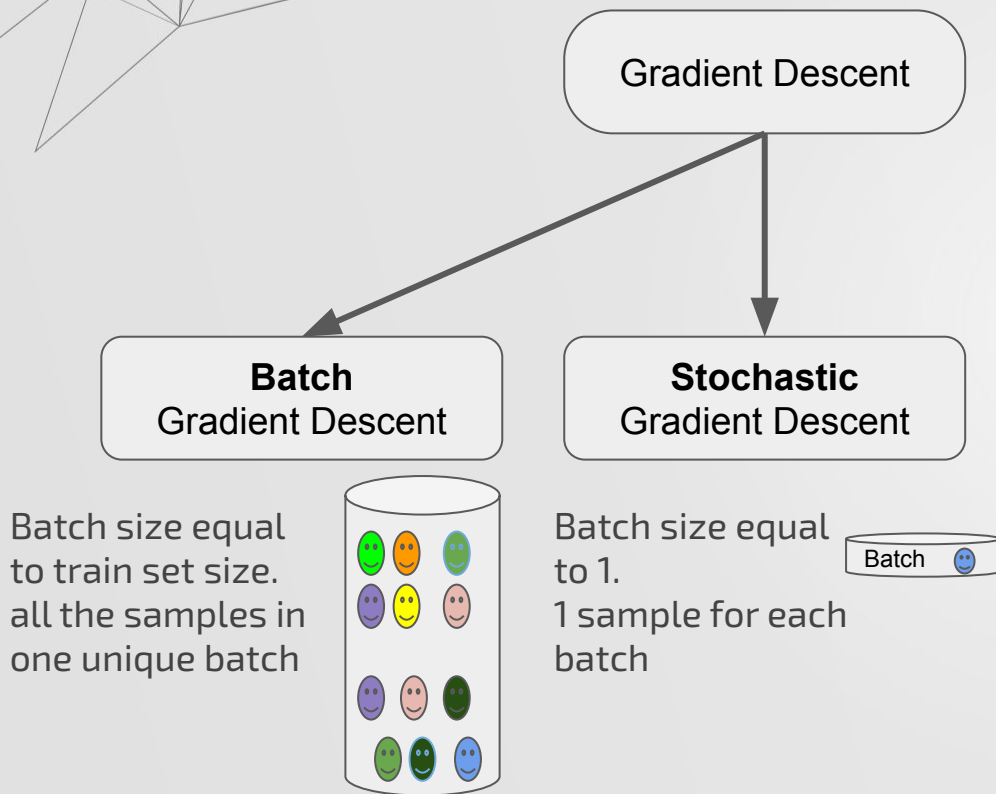 Gradient Descent
Batch
Gradient Descent
Stochastic
Gradient Descent
Batch size equal
to train set size.
all the samples in
one unique batch
Batch size equal
to 1.
1 sample for each
batch
Batch